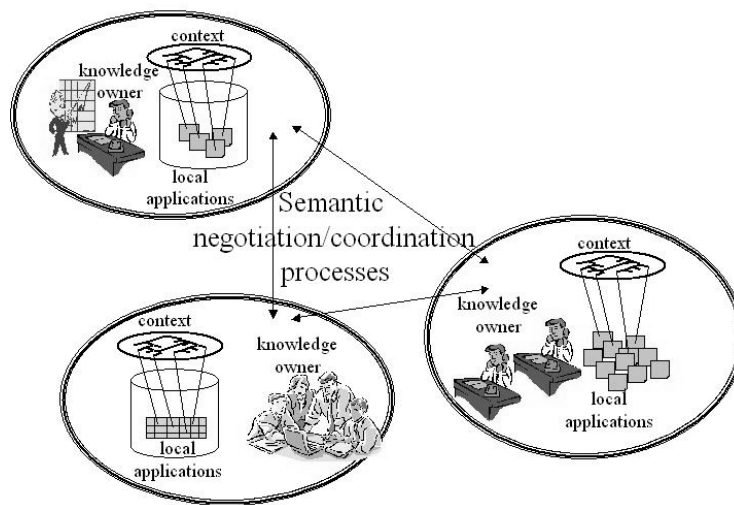 context
knowledge
owner
local
applications
Semantic
negotiation/coordination
processes
context
knowledge
owner
local
applications
context
knowledge
owner
local
applications